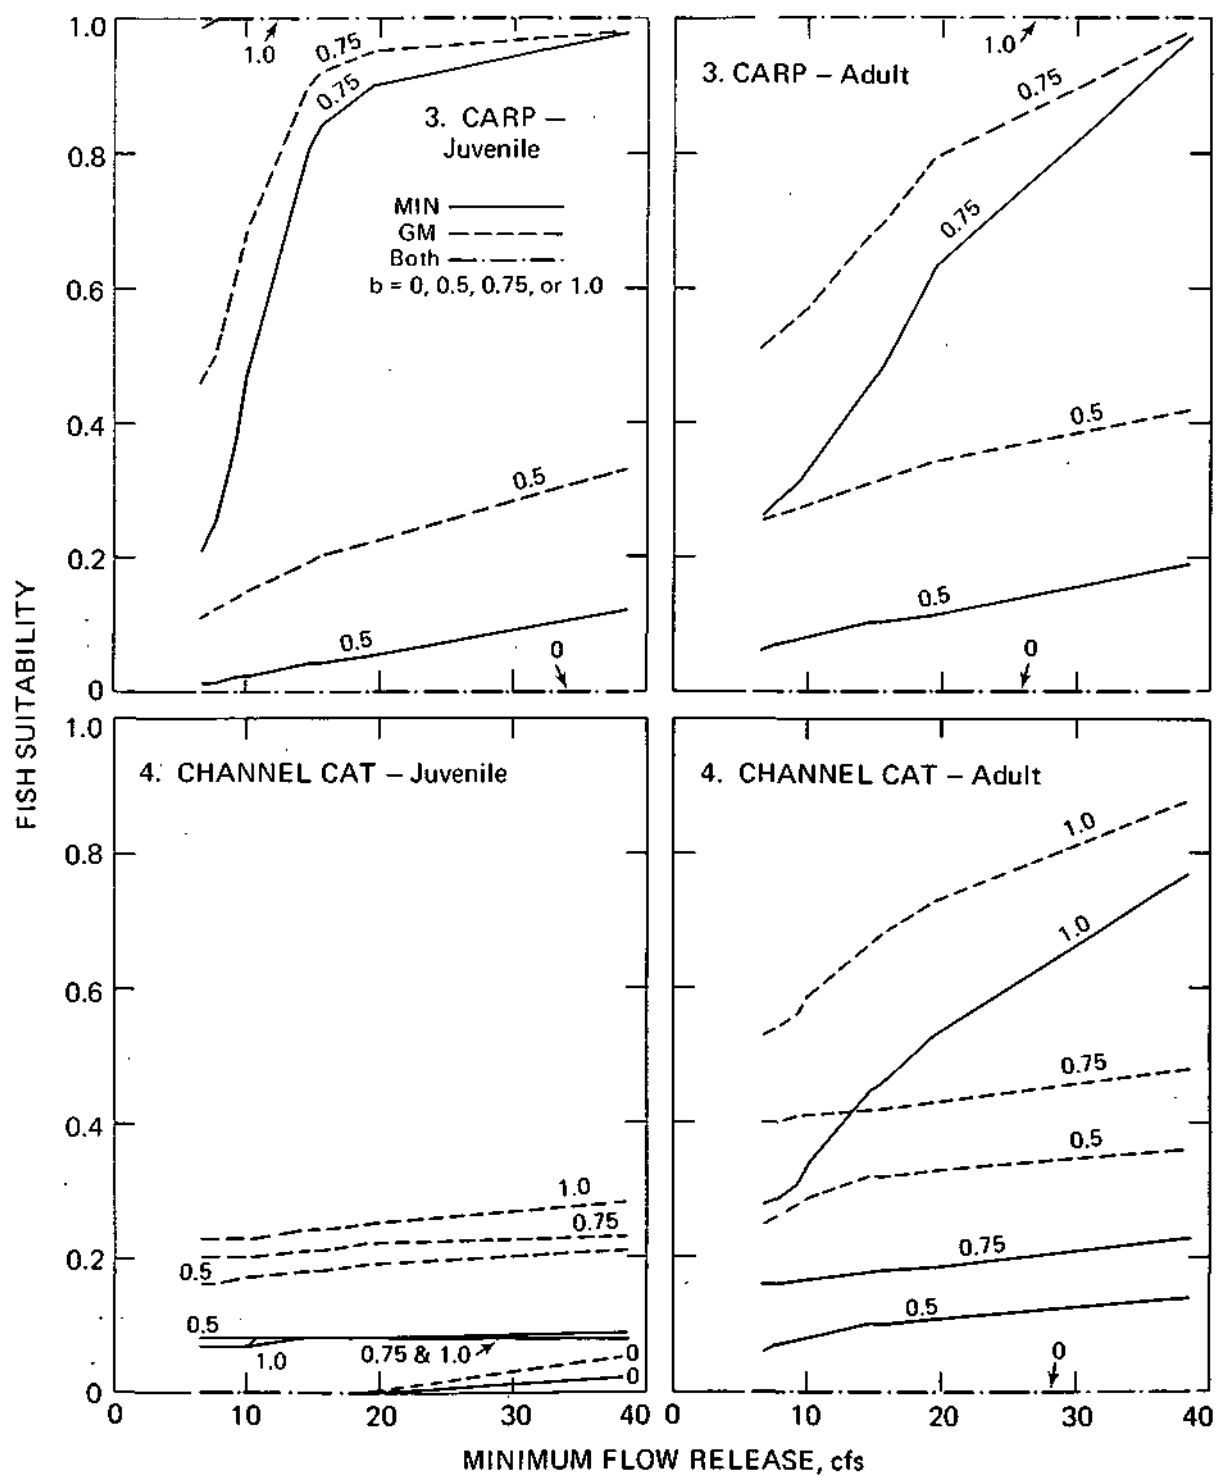 FISH SUITABILITY
1.0
0.8
0.6
0.4
0.2
0
1.0
0.75
0.75
3. CARP –
Juvenile
MIN
GM
Both
b = 0, 0.5, 0.75, or 1.0
0.5
0.5
0
1.0
3. CARP – Adult
0.75
0.75
0.5
0.5
0
1.0
0.8
0.6
0.4
0.2
0
4. CHANNEL CAT – Juvenile
1.0
0.75
0.5
0.5
1.0
0.75 & 1.0
0
0
0 10 20 30 40
4. CHANNEL CAT – Adult
1.0
1.0
0.75
0.5
0.75
0.5
0
0 10 20 30 40
MINIMUM FLOW RELEASE, cfs